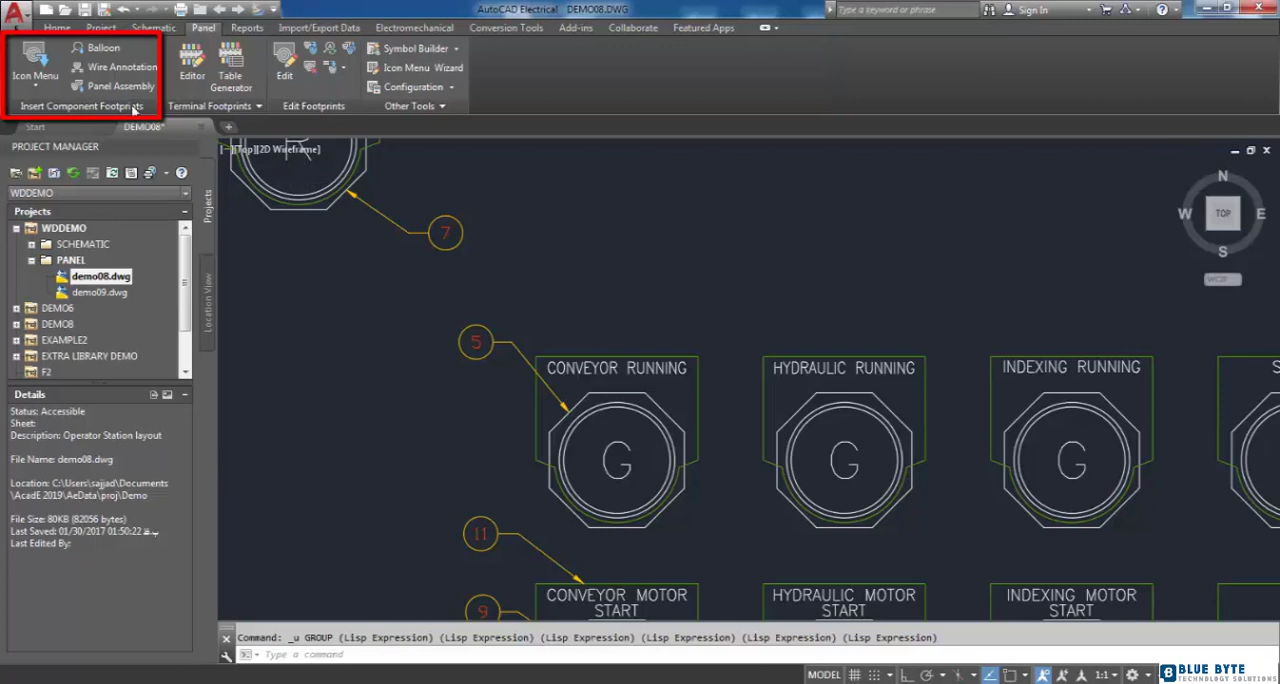 AutoCAD Electrical DEMO08.DWG
Type a keyword or phrase
Sign In
Home Project Schematic Panel Reports Import/Export Data Electromechanical Conversion Tools Add-ins Collaborate Featured Apps
Icon Menu
Balloon
Wire Annotation
Panel Assembly
Insert Component Footprints
Editor
Table Generator
Terminal Footprints
Edit
Edit Footprints
Symbol Builder
Icon Menu Wizard
Configuration
Other Tools
Start
DEMO08*
PROJECT MANAGER
WDDEMO
Projects
WDDEMO
SCHEMATIC
PANEL
demo08.dwg
demo09.dwg
DEMO6
DEMO8
EXAMPLE2
EXTRA LIBRARY DEMO
F2
Projects
Location View
Details
Status: Accessible
Sheet:
Description: Operator Station layout
File Name: demo08.dwg
Location: C:\Users\sajjad\Documents
\AcadE 2019\AeData\proj\Demo
File Size: 80KB (82056 bytes)
Last Saved: 01/30/2017 01:50:22 ب.ظ
Last Edited By:
[−][Top][2D Wireframe]
R
7
N
W TOP E
S
WCS
5
CONVEYOR RUNNING
HYDRAULIC RUNNING
INDEXING RUNNING
S
G
G
G
11
9
CONVEYOR MOTOR
START
HYDRAULIC MOTOR
START
INDEXING MOTOR
START
Command: _u GROUP (Lisp Expression) (Lisp Expression) (Lisp Expression) (Lisp Expression) (Lisp Expression)
Type a command
MODEL
1:1
BLUE BYTE
TECHNOLOGY SOLUTIONS